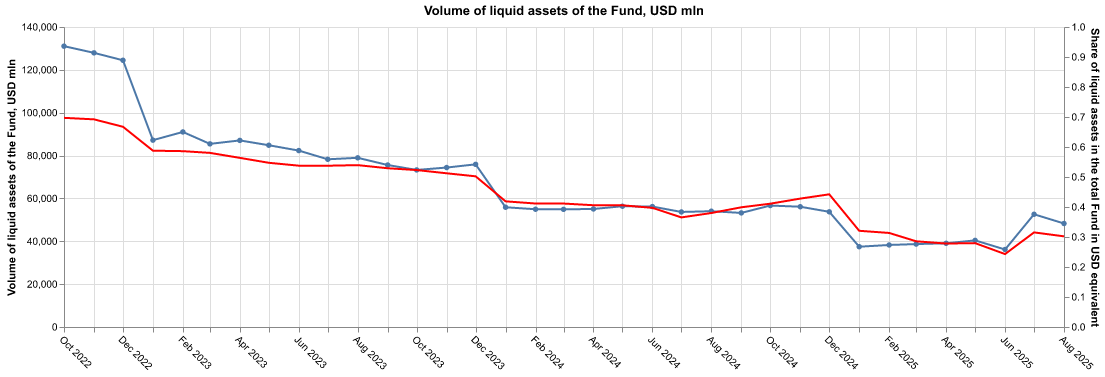 Volume of liquid assets of the Fund, USD mln
Volume of liquid assets of the Fund, USD mln
140,000
120,000
100,000
80,000
60,000
40,000
20,000
0
1.0
0.9
0.8
0.7
0.6
0.5
0.4
0.3
0.2
0.1
0.0
Share of liquid assets in the total Fund in USD equivalent
Oct 2022
Dec 2022
Feb 2023
Apr 2023
Jun 2023
Aug 2023
Oct 2023
Dec 2023
Feb 2024
Apr 2024
Jun 2024
Aug 2024
Oct 2024
Dec 2024
Feb 2025
Apr 2025
Jun 2025
Aug 2025